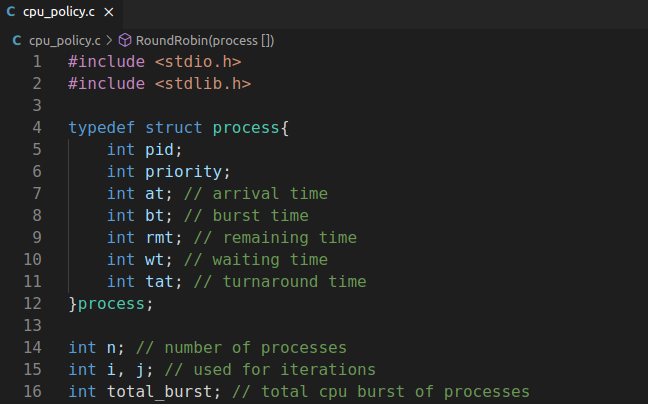 C cpu_policy.c ×
C cpu_policy.c > RoundRobin(process [])
1 #include <stdio.h>
2 #include <stdlib.h>
3
4 typedef struct process{
5     int pid;
6     int priority;
7     int at; // arrival time
8     int bt; // burst time
9     int rmt; // remaining time
10     int wt; // waiting time
11     int tat; // turnaround time
12 }process;
13
14 int n; // number of processes
15 int i, j; // used for iterations
16 int total_burst; // total cpu burst of processes